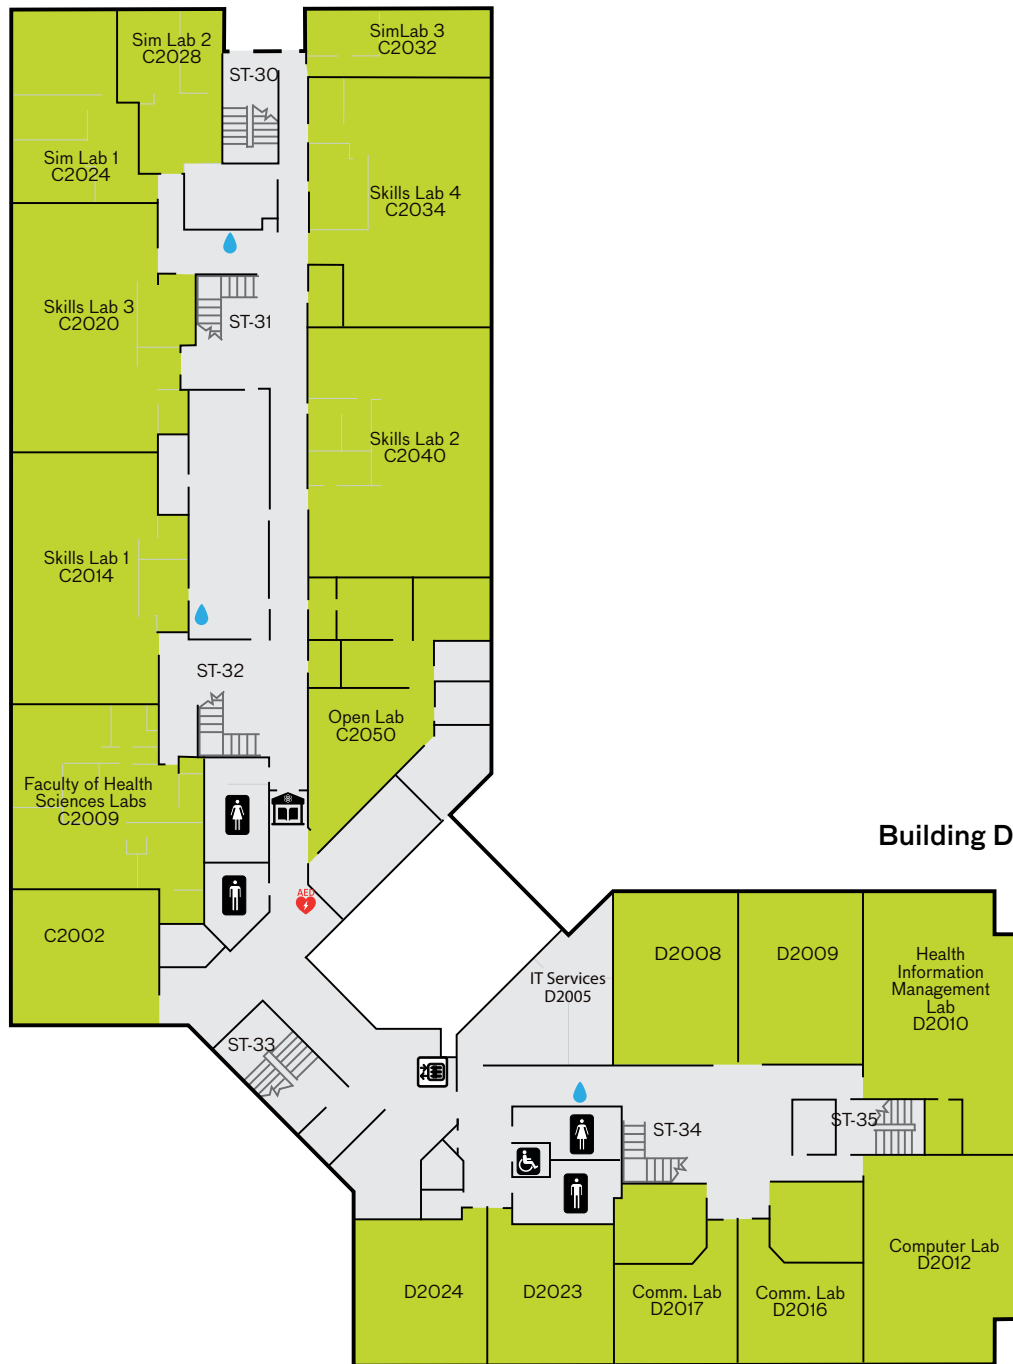 Sim Lab 2
C2028
SimLab 3
C2032
ST-30
Sim Lab 1
C2024
Skills Lab 4
C2034
Skills Lab 3
C2020
ST-31
Skills Lab 2
C2040
Skills Lab 1
C2014
ST-32
Open Lab
C2050
Faculty of Health
Sciences Labs
C2009
Building D
AED
C2002
D2008
D2009
Health
Information
Management
Lab
D2010
IT Services
D2005
ST-33
ST-34
ST-35
Computer Lab
D2012
D2024
D2023
Comm. Lab
D2017
Comm. Lab
D2016